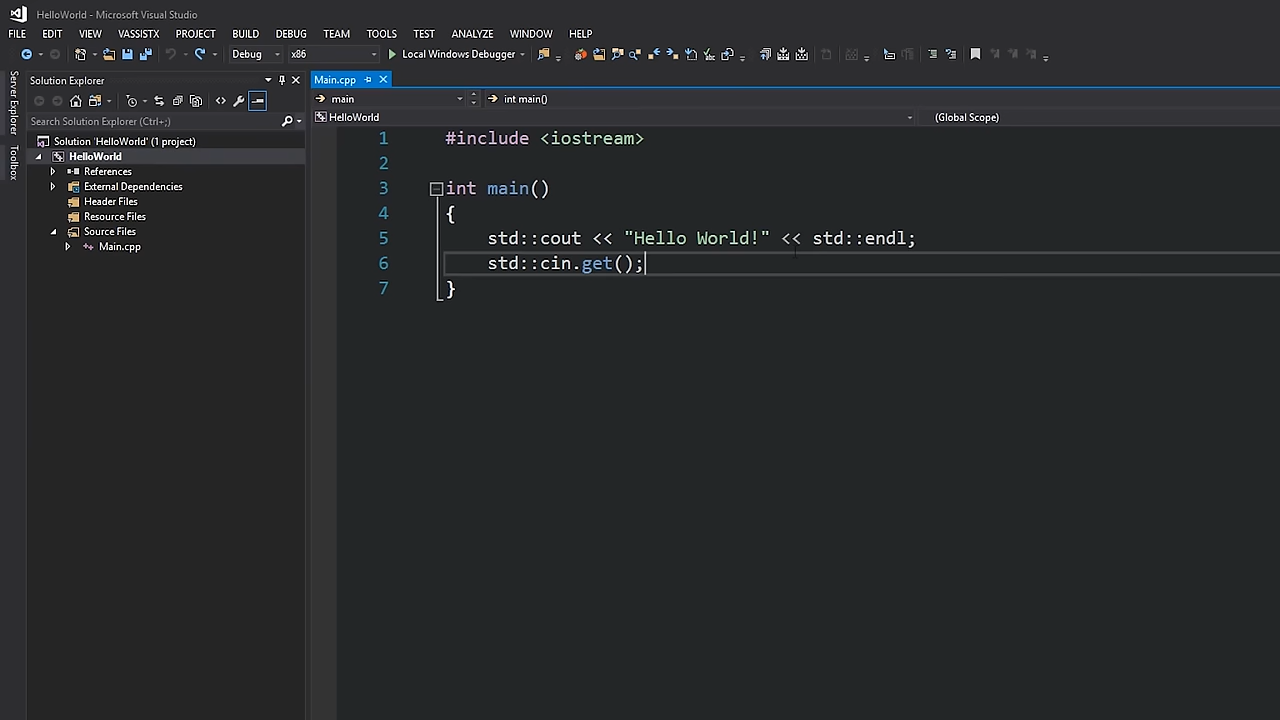 HelloWorld - Microsoft Visual Studio
FILE EDIT VIEW VASSISTX PROJECT BUILD DEBUG TEAM TOOLS TEST ANALYZE WINDOW HELP
Debug x86 Local Windows Debugger
Server Explorer
Toolbox
Solution Explorer
Search Solution Explorer (Ctrl+;)
Solution 'HelloWorld' (1 project)
HelloWorld
References
External Dependencies
Header Files
Resource Files
Source Files
Main.cpp
Main.cpp
main int main()
HelloWorld (Global Scope)
1 #include <iostream>
2
3 int main()
4 {
5 std::cout << "Hello World!" << std::endl;
6 std::cin.get();
7 }